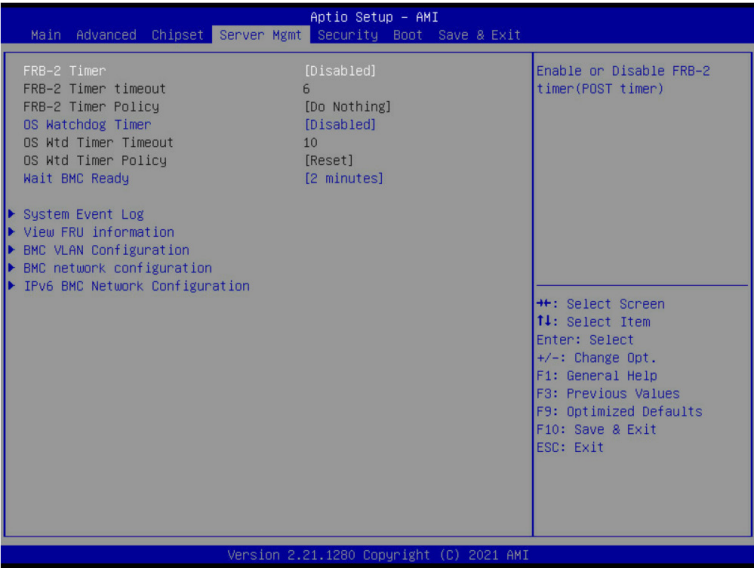 Aptio Setup – AMI
Main Advanced Chipset Server Mgmt Security Boot Save & Exit
FRB-2 Timer [Disabled]
FRB-2 Timer timeout 6
FRB-2 Timer Policy [Do Nothing]
OS Watchdog Timer [Disabled]
OS Wtd Timer Timeout 10
OS Wtd Timer Policy [Reset]
Wait BMC Ready [2 minutes]
System Event Log
View FRU information
BMC VLAN Configuration
BMC network configuration
IPv6 BMC Network Configuration
Enable or Disable FRB-2
timer(POST timer)
→←: Select Screen
↑↓: Select Item
Enter: Select
+/-: Change Opt.
F1: General Help
F3: Previous Values
F9: Optimized Defaults
F10: Save & Exit
ESC: Exit
Version 2.21.1280 Copyright (C) 2021 AMI